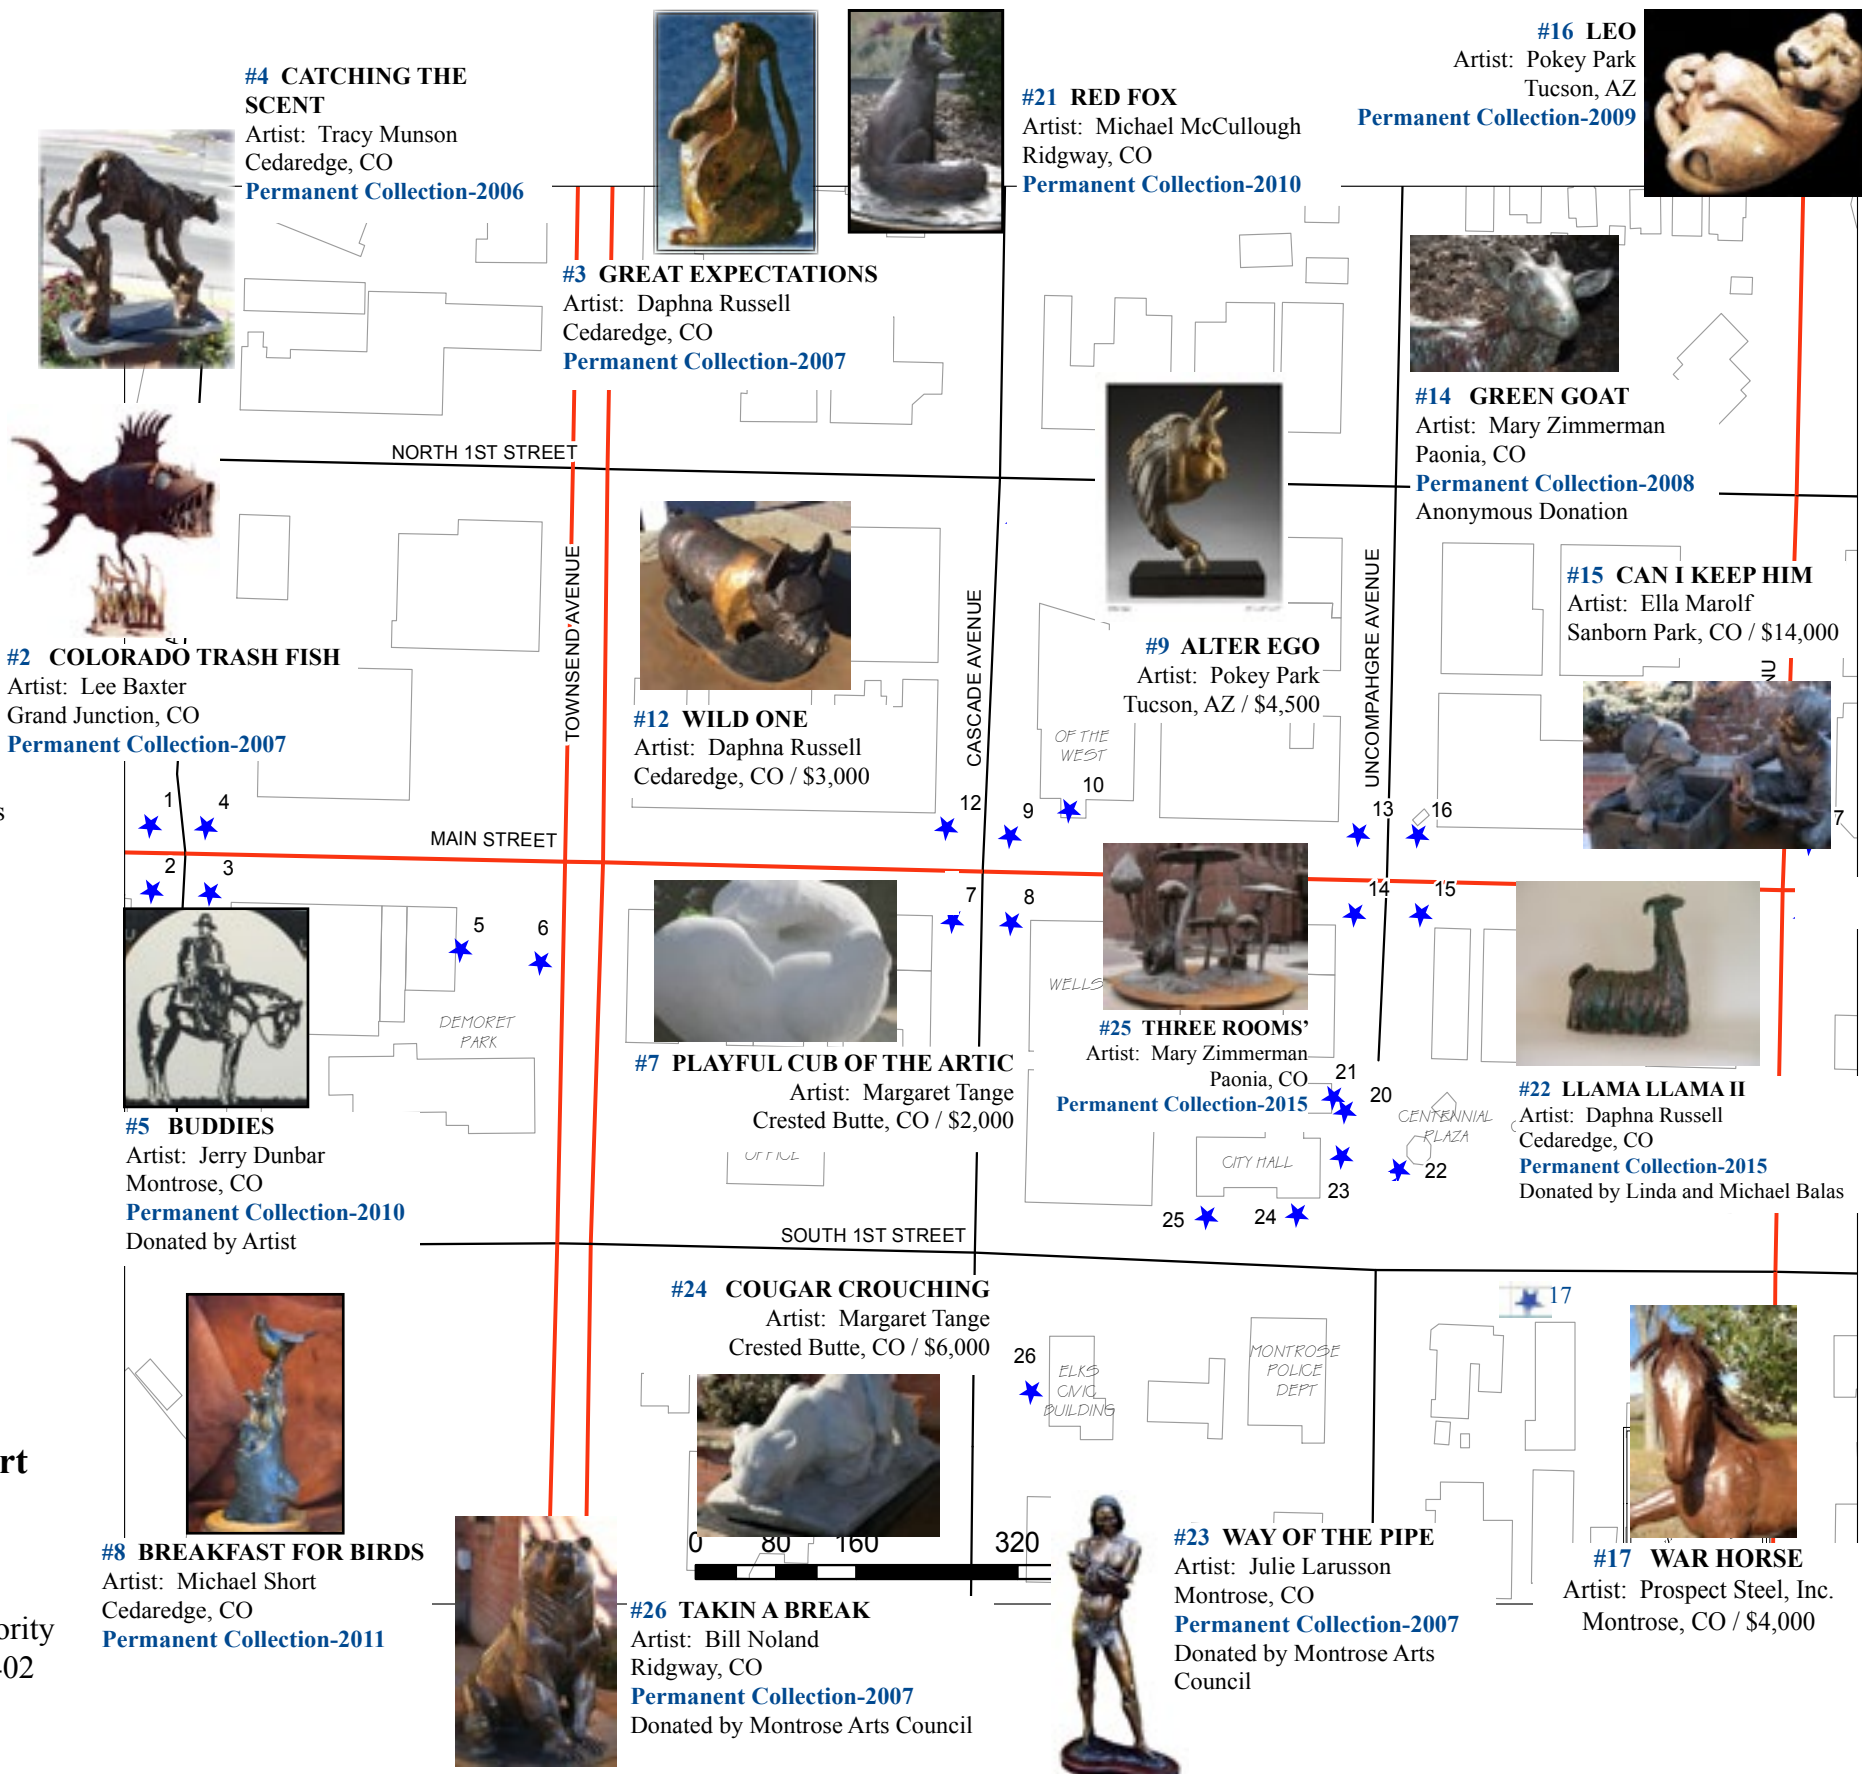 #4 CATCHING THE
SCENT
Artist: Tracy Munson
Cedaredge, CO
Permanent Collection-2006
#21 RED FOX
Artist: Michael McCullough
Ridgway, CO
Permanent Collection-2010
#16 LEO
Artist: Pokey Park
Tucson, AZ
Permanent Collection-2009
#3 GREAT EXPECTATIONS
Artist: Daphna Russell
Cedaredge, CO
Permanent Collection-2007
#14 GREEN GOAT
Artist: Mary Zimmerman
Paonia, CO
Permanent Collection-2008
Anonymous Donation
NORTH 1ST STREET
TOWNSEND AVENUE
CASCADE AVENUE
UNCOMPAHGRE AVENUE
NU
#15 CAN I KEEP HIM
Artist: Ella Marolf
Sanborn Park, CO / $14,000
#2 COLORADO TRASH FISH
Artist: Lee Baxter
Grand Junction, CO
Permanent Collection-2007
#9 ALTER EGO
Artist: Pokey Park
Tucson, AZ / $4,500
#12 WILD ONE
Artist: Daphna Russell
Cedaredge, CO / $3,000
OF THE
WEST
s
1
4
12
9
10
13
16
7
MAIN STREET
2
3
5
6
7
8
14
15
DEMORET
PARK
WELLS
#25 THREE ROOMS'
Artist: Mary Zimmerman
Paonia, CO
Permanent Collection-2015
#7 PLAYFUL CUB OF THE ARTIC
Artist: Margaret Tange
Crested Butte, CO / $2,000
OFFICE
21
20
CENTENNIAL
PLAZA
CITY HALL
22
23
24
25
#22 LLAMA LLAMA II
Artist: Daphna Russell
Cedaredge, CO
Permanent Collection-2015
Donated by Linda and Michael Balas
#5 BUDDIES
Artist: Jerry Dunbar
Montrose, CO
Permanent Collection-2010
Donated by Artist
SOUTH 1ST STREET
#24 COUGAR CROUCHING
Artist: Margaret Tange
Crested Butte, CO / $6,000
17
26
ELKS
CIVIC
BUILDING
MONTROSE
POLICE
DEPT
rt
0 80 160 320
#8 BREAKFAST FOR BIRDS
Artist: Michael Short
Cedaredge, CO
Permanent Collection-2011
ority
-02
#26 TAKIN A BREAK
Artist: Bill Noland
Ridgway, CO
Permanent Collection-2007
Donated by Montrose Arts Council
#23 WAY OF THE PIPE
Artist: Julie Larusson
Montrose, CO
Permanent Collection-2007
Donated by Montrose Arts
Council
#17 WAR HORSE
Artist: Prospect Steel, Inc.
Montrose, CO / $4,000